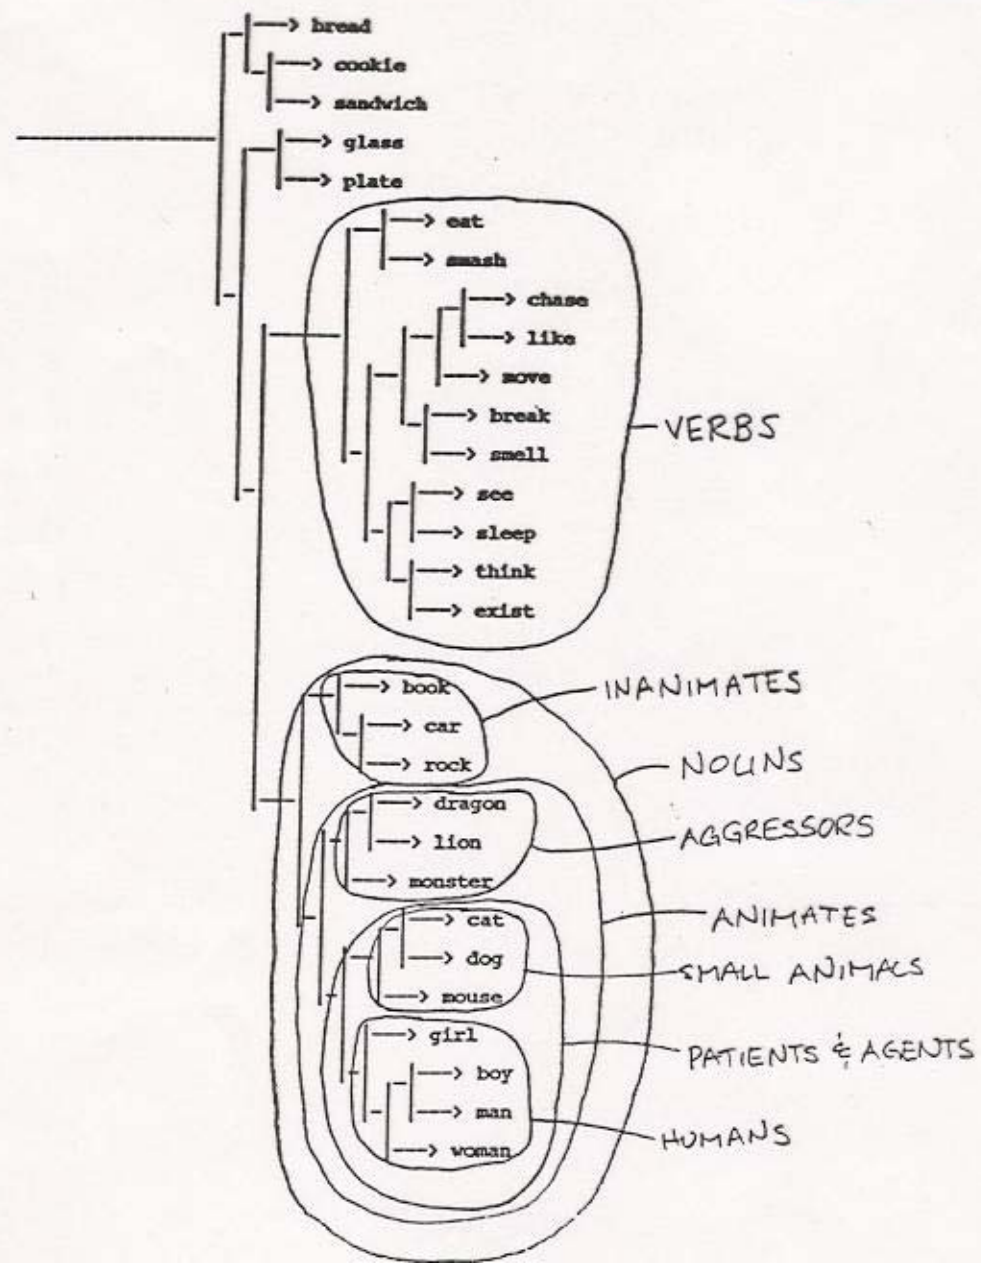 bread
cookie
sandwich
glass
plate
eat
smash
chase
like
move
break
smell
VERBS
see
sleep
think
exist
book
INANIMATES
car
rock
NOUNS
dragon
AGGRESSORS
lion
monster
cat
ANIMATES
dog
SMALL ANIMALS
mouse
girl
PATIENTS & AGENTS
boy
man
HUMANS
woman